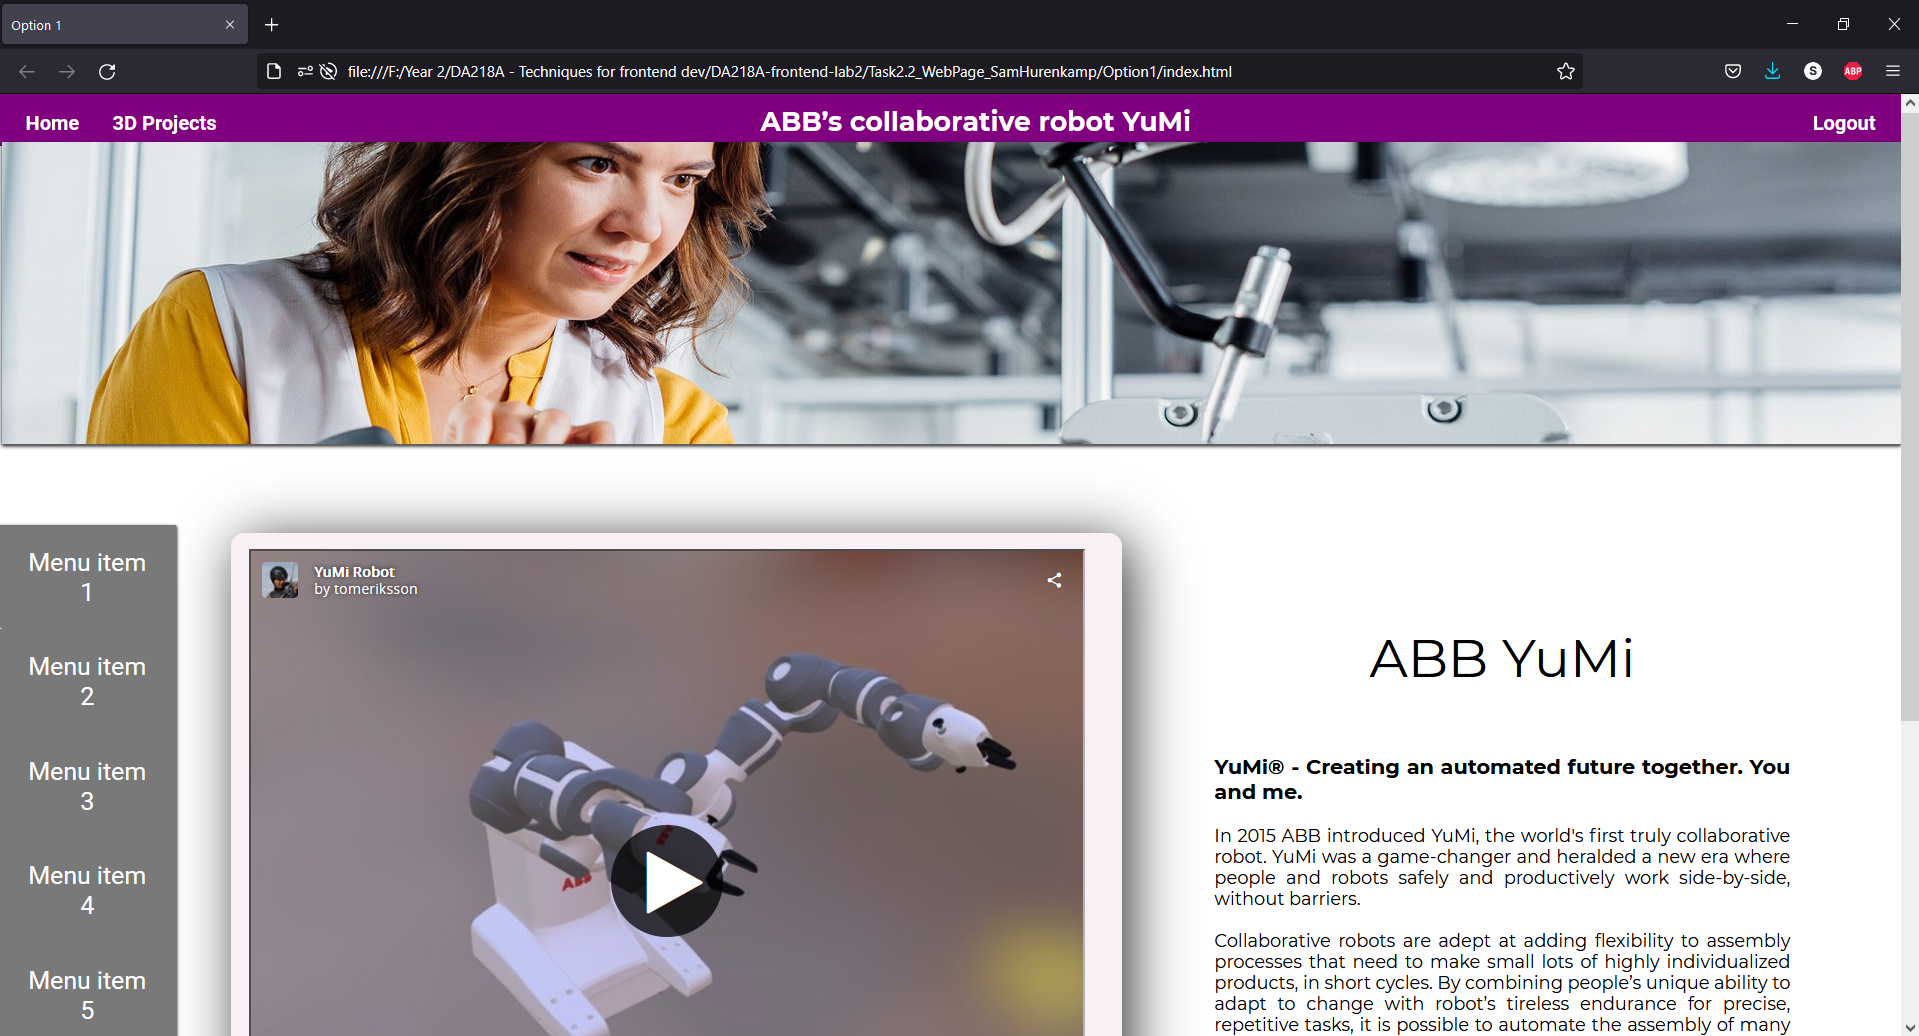 Option 1
file:///F:/Year 2/DA218A - Techniques for frontend dev/DA218A-frontend-lab2/Task2.2_WebPage_SamHurenkamp/Option1/index.html
S
ABP
Home
3D Projects
ABB’s collaborative robot YuMi
Logout
Menu item
1
Menu item
2
Menu item
3
Menu item
4
Menu item
5
YuMi Robot
by tomeriksson
ABB
ABB
ABB YuMi
YuMi® - Creating an automated future together. You
and me.
In 2015 ABB introduced YuMi, the world's first truly collaborative
robot. YuMi was a game-changer and heralded a new era where
people and robots safely and productively work side-by-side,
without barriers.
Collaborative robots are adept at adding flexibility to assembly
processes that need to make small lots of highly individualized
products, in short cycles. By combining people’s unique ability to
adapt to change with robot’s tireless endurance for precise,
repetitive tasks, it is possible to automate the assembly of many